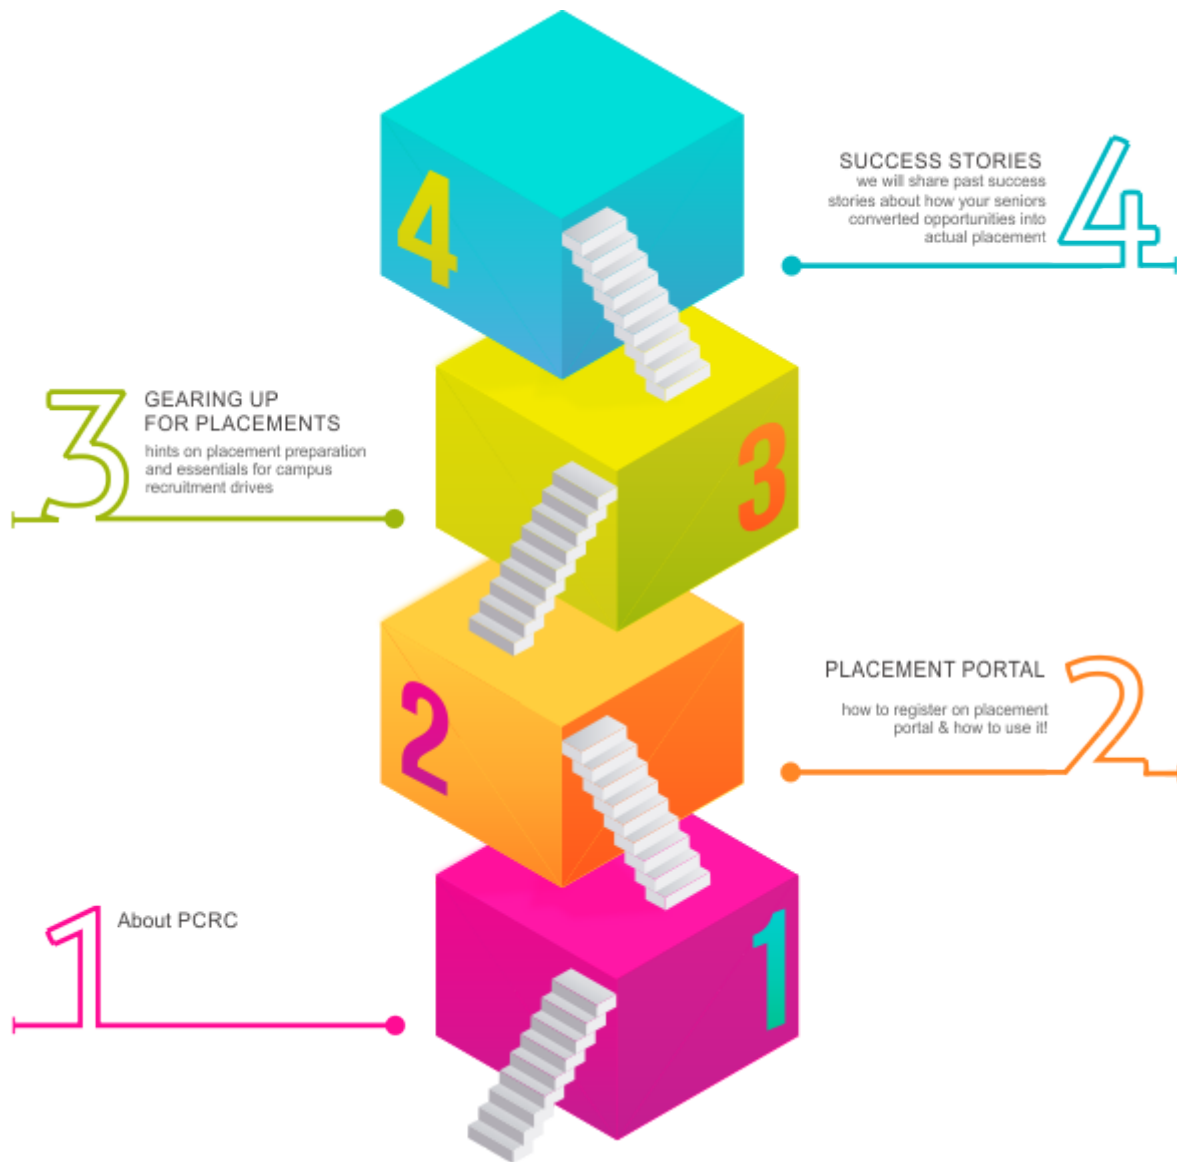 4
SUCCESS STORIES
we will share past success
stories about how your seniors
converted opportunities into
actual placement
4
3
GEARING UP
FOR PLACEMENTS
hints on placement preparation
and essentials for campus
recruitment drives
3
2
PLACEMENT PORTAL
how to register on placement
portal & how to use it!
2
1
About PCRC
1